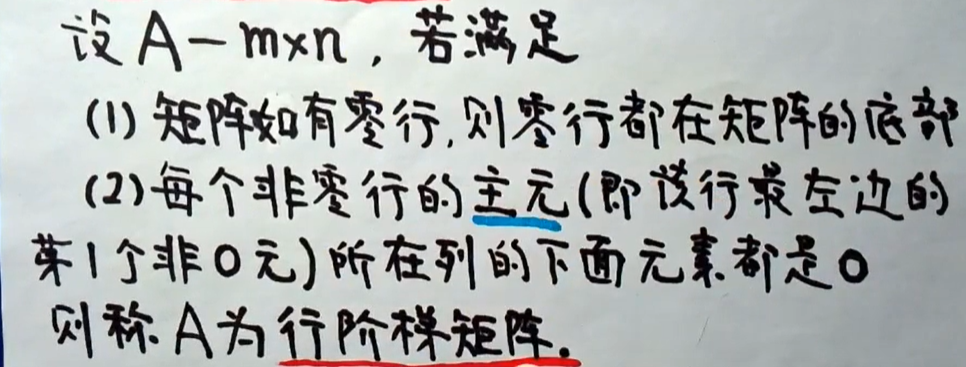 设A-m×n,若满足
(1)矩阵如有零行,则零行都在矩阵的底部
(2)每个非零行的主元(即该行最左边的
第1个非0元)所在列的下面元素都是0
则称A为行阶梯矩阵.